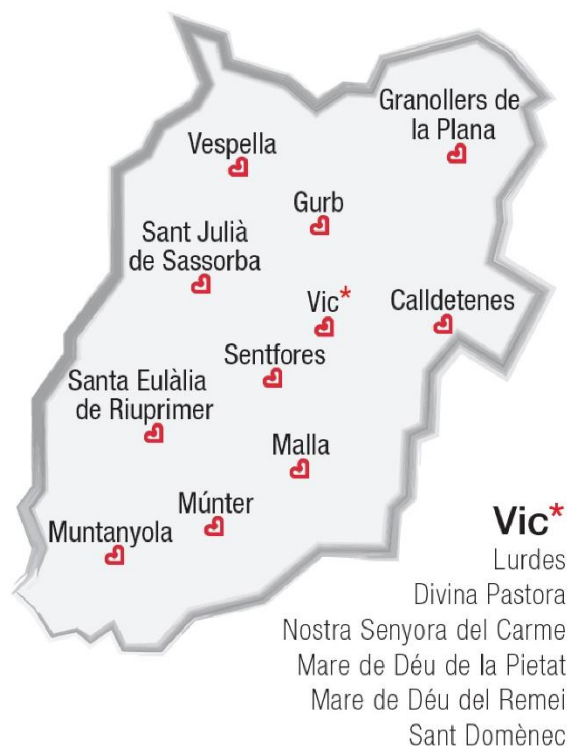 Granollers de
la Plana
Vespella
Gurb
Sant Julià
de Sassorba
Vic*
Calldetenes
Sentfores
Santa Eulàlia
de Riuprimer
Malla
Múnter
Muntanyola
Vic*
Lurdes
Divina Pastora
Nostra Senyora del Carme
Mare de Déu de la Pietat
Mare de Déu del Remei
Sant Domènec